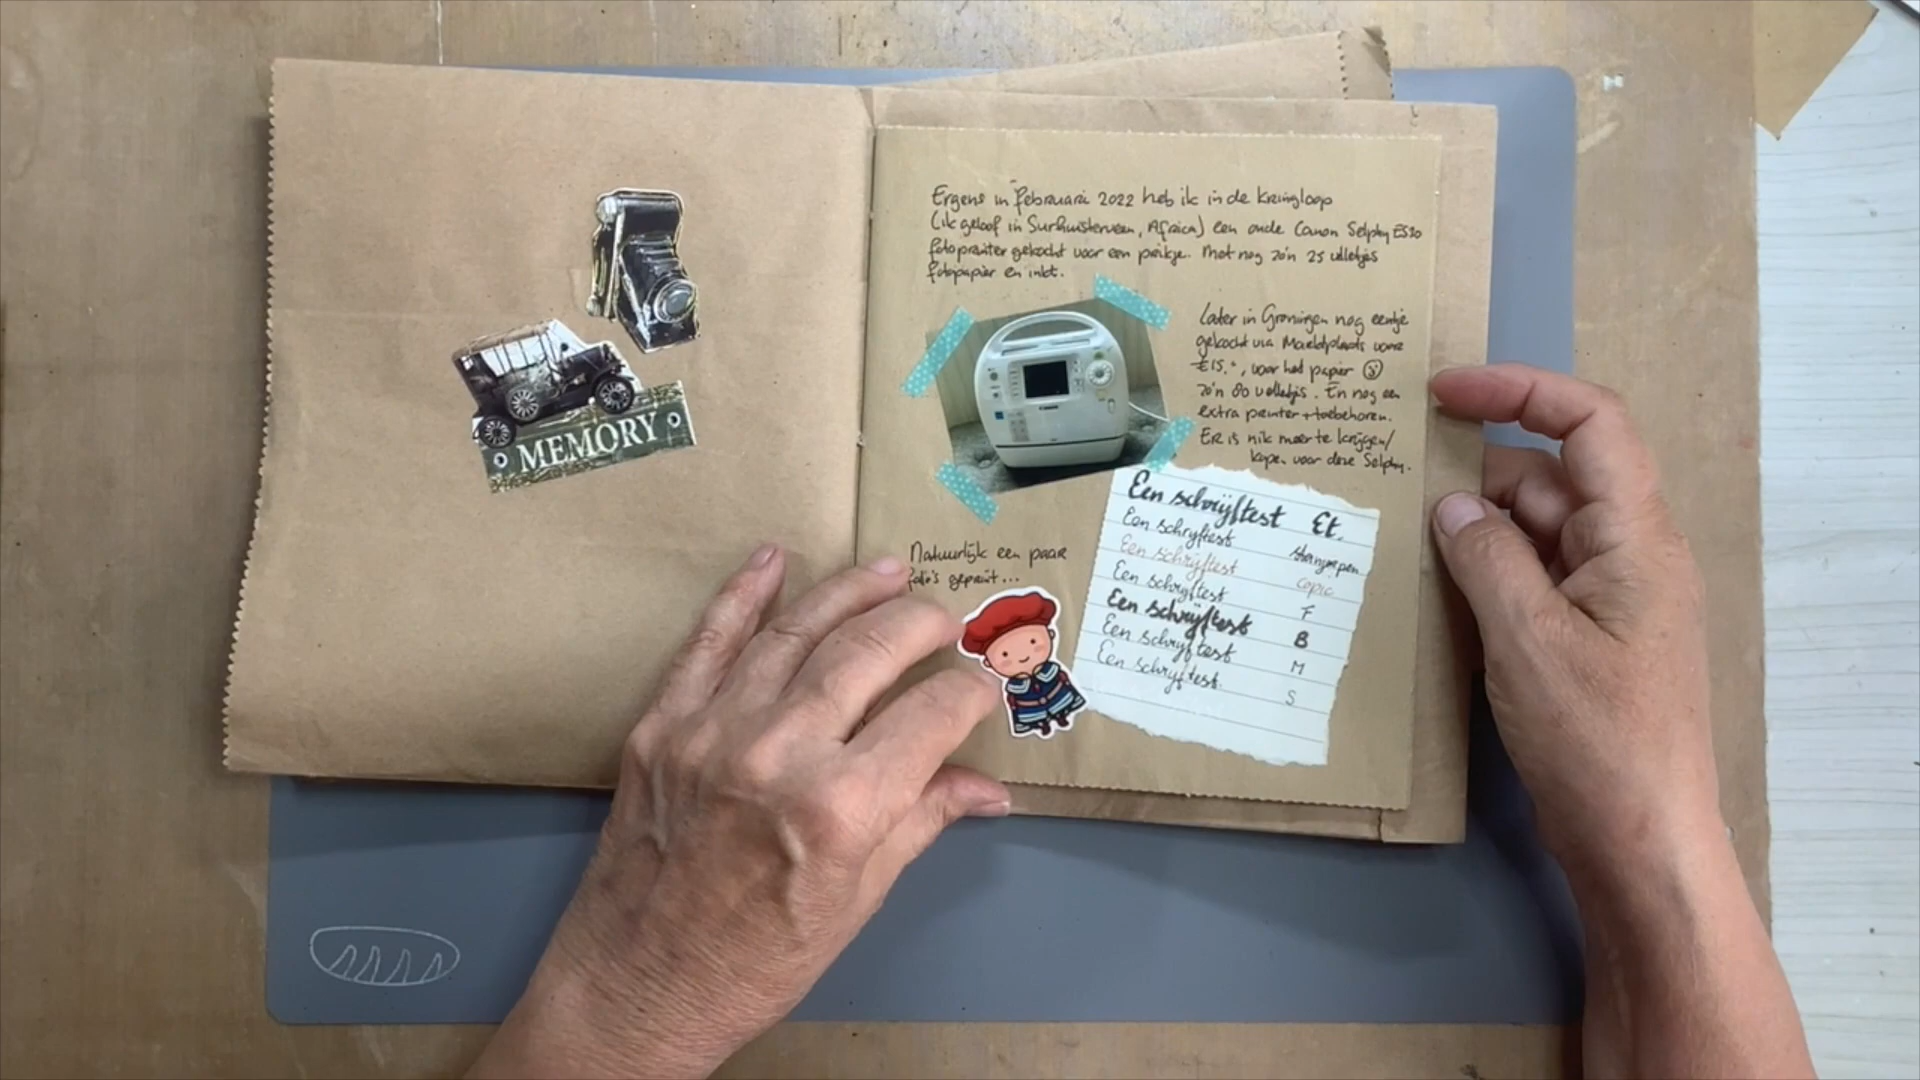 MEMORY
Ergens in februari 2022 heb ik in de kringloop
(ik geloof in Surhuisterveen, Africa) een oude Canon Selphy ES30
fotoprinter gekocht voor een prikje. Met nog zo'n 25 velletjes
fotopapier en inkt.
Later in Groningen nog eentje
gekocht via Marktplaats voor
€15,-, voor het papier
zo'n 80 velletjes. En nog een
extra printer + toebehoren.
ER is niks meer te krijgen/
kopen voor deze Selphy.
Canon
Een schrijftest Et.
Een schrijftest
Een schrijftest copic
Een schrijftest F
Een schrijftest B
Een schrijftest M
Een schrijftest. S
Natuurlijk een paar
foto's geprint...